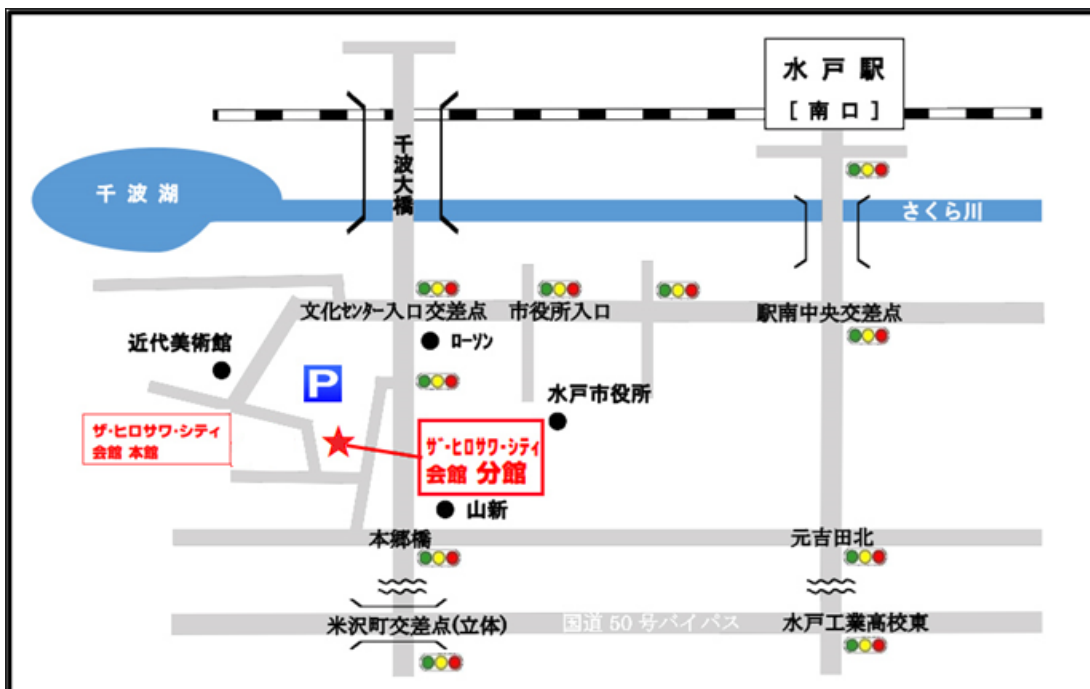 水戸駅
[南口]
千波大橋
千波湖
さくら川
文化センター入口交差点
市役所入口
駅南中央交差点
近代美術館
ローソン
P
水戸市役所
ザ・ヒロサワ・シティ
会館 本館
ザ・ヒロサワ・シティ
会館 分館
山新
本郷橋
元吉田北
米沢町交差点(立体)
国道50号バイパス
水戸工業高校東